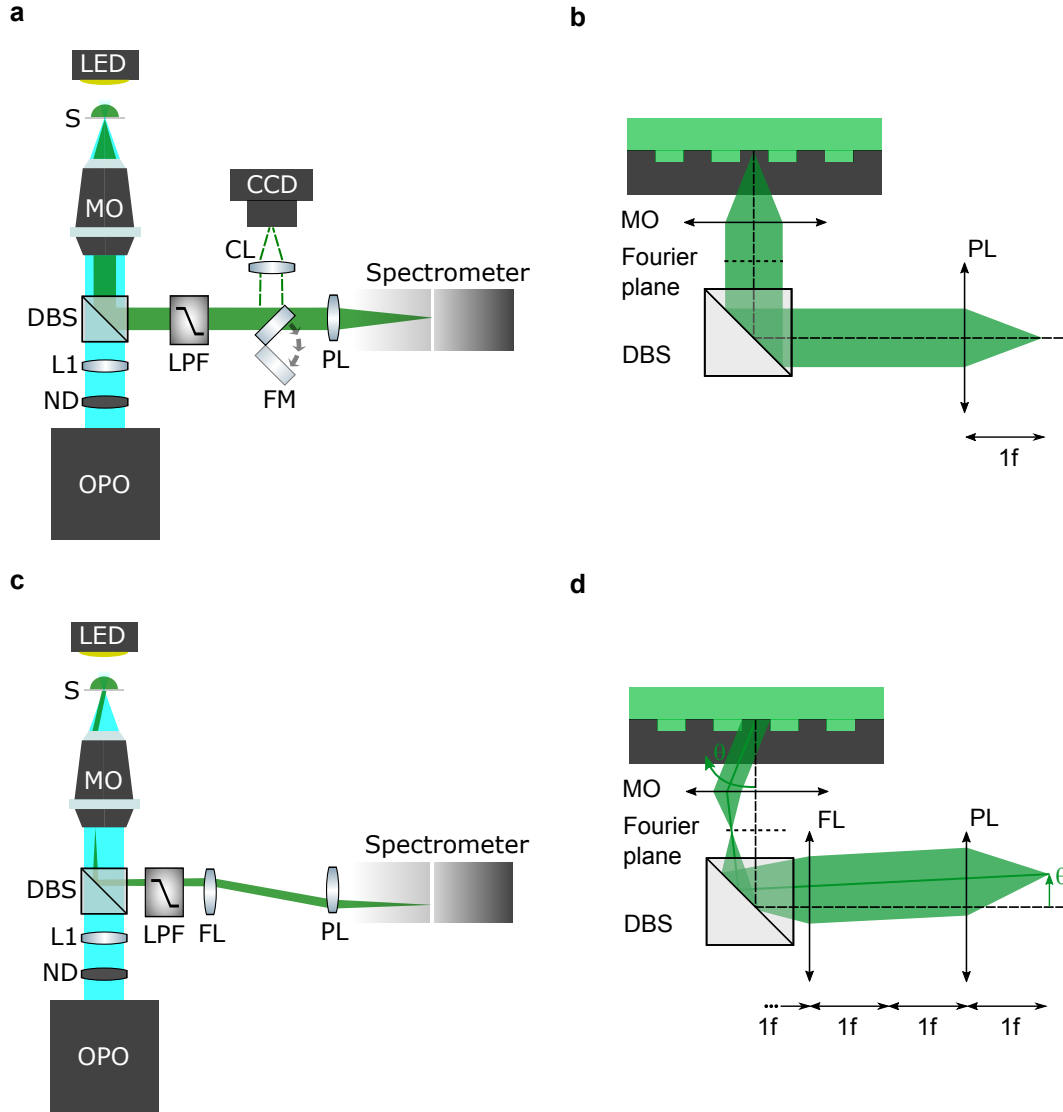 a
LED
S
MO
CCD
CL
Spectrometer
DBS
LPF
PL
L1
FM
ND
OPO
b
MO
Fourier
plane
PL
DBS
1f
c
LED
S
MO
Spectrometer
DBS
LPF
FL
PL
L1
ND
OPO
d
θ
MO
Fourier
plane
FL
PL
θ
DBS
...
1f
1f
1f
1f